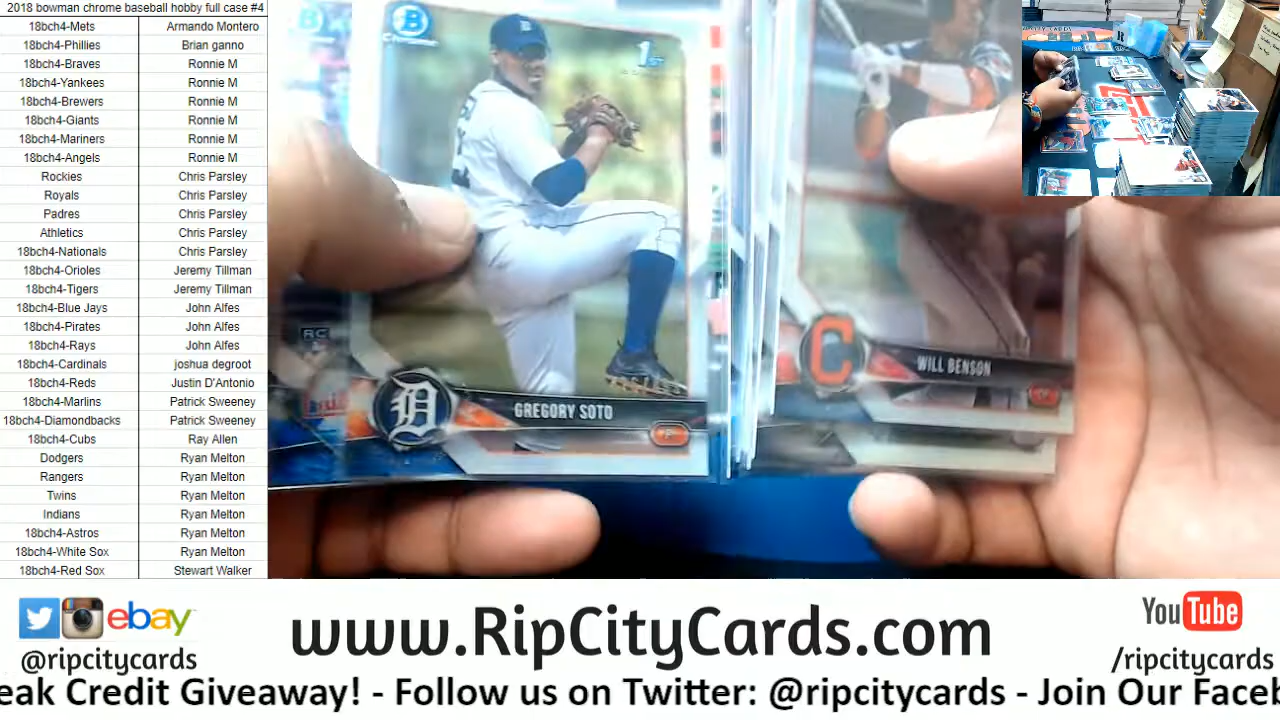 2018 bowman chrome baseball hobby full case #4
18bch4-Mets Armando Montero
18bch4-Phillies Brian ganno
18bch4-Braves Ronnie M
18bch4-Yankees Ronnie M
18bch4-Brewers Ronnie M
18bch4-Giants Ronnie M
18bch4-Mariners Ronnie M
18bch4-Angels Ronnie M
Rockies Chris Parsley
Royals Chris Parsley
Padres Chris Parsley
Athletics Chris Parsley
18bch4-Nationals Chris Parsley
18bch4-Orioles Jeremy Tillman
18bch4-Tigers Jeremy Tillman
18bch4-Blue Jays John Alfes
18bch4-Pirates John Alfes
18bch4-Rays John Alfes
18bch4-Cardinals joshua degroot
18bch4-Reds Justin D'Antonio
18bch4-Marlins Patrick Sweeney
18bch4-Diamondbacks Patrick Sweeney
18bch4-Cubs Ray Allen
Dodgers Ryan Melton
Rangers Ryan Melton
Twins Ryan Melton
Indians Ryan Melton
18bch4-Astros Ryan Melton
18bch4-White Sox Ryan Melton
18bch4-Red Sox Stewart Walker
B
Chrome
1st
RC
D
GREGORY SOTO
P
C
WILL BENSON
ebay
@ripcitycards
www.RipCityCards.com
YouTube
/ripcitycards
eak Credit Giveaway! - Follow us on Twitter: @ripcitycards - Join Our Faceb